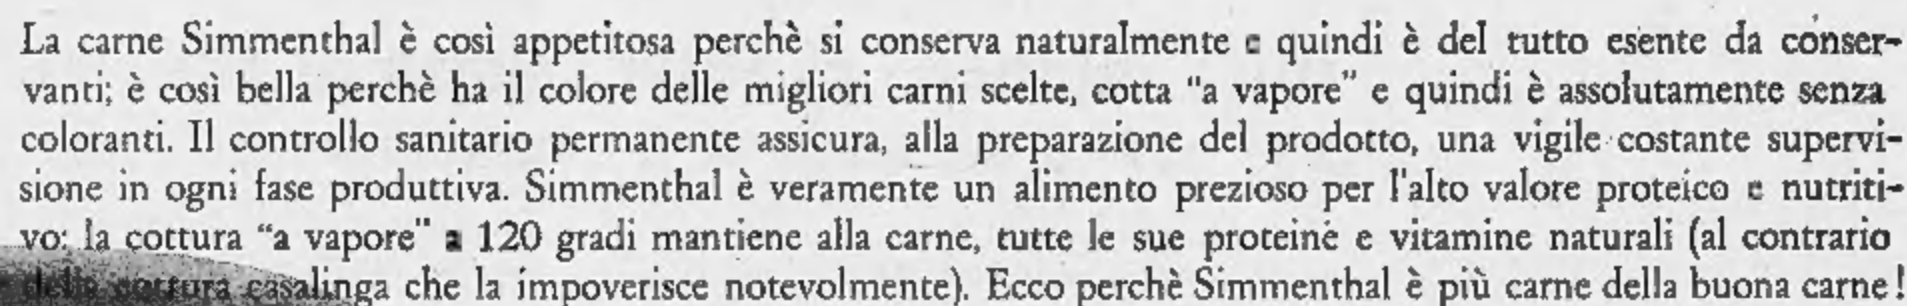 La carne Simmenthal è così appetitosa perchè si conserva naturalmente e quindi è del tutto esente da conser-
vanti; è così bella perchè ha il colore delle migliori carni scelte, cotta "a vapore" e quindi è assolutamente senza
coloranti. Il controllo sanitario permanente assicura, alla preparazione del prodotto, una vigile costante supervi-
sione in ogni fase produttiva. Simmenthal è veramente un alimento prezioso per l'alto valore proteico e nutriti-
vo: la cottura "a vapore" a 120 gradi mantiene alla carne, tutte le sue proteine e vitamine naturali (al contrario
della cottura casalinga che la impoverisce notevolmente). Ecco perchè Simmenthal è più carne della buona carne!